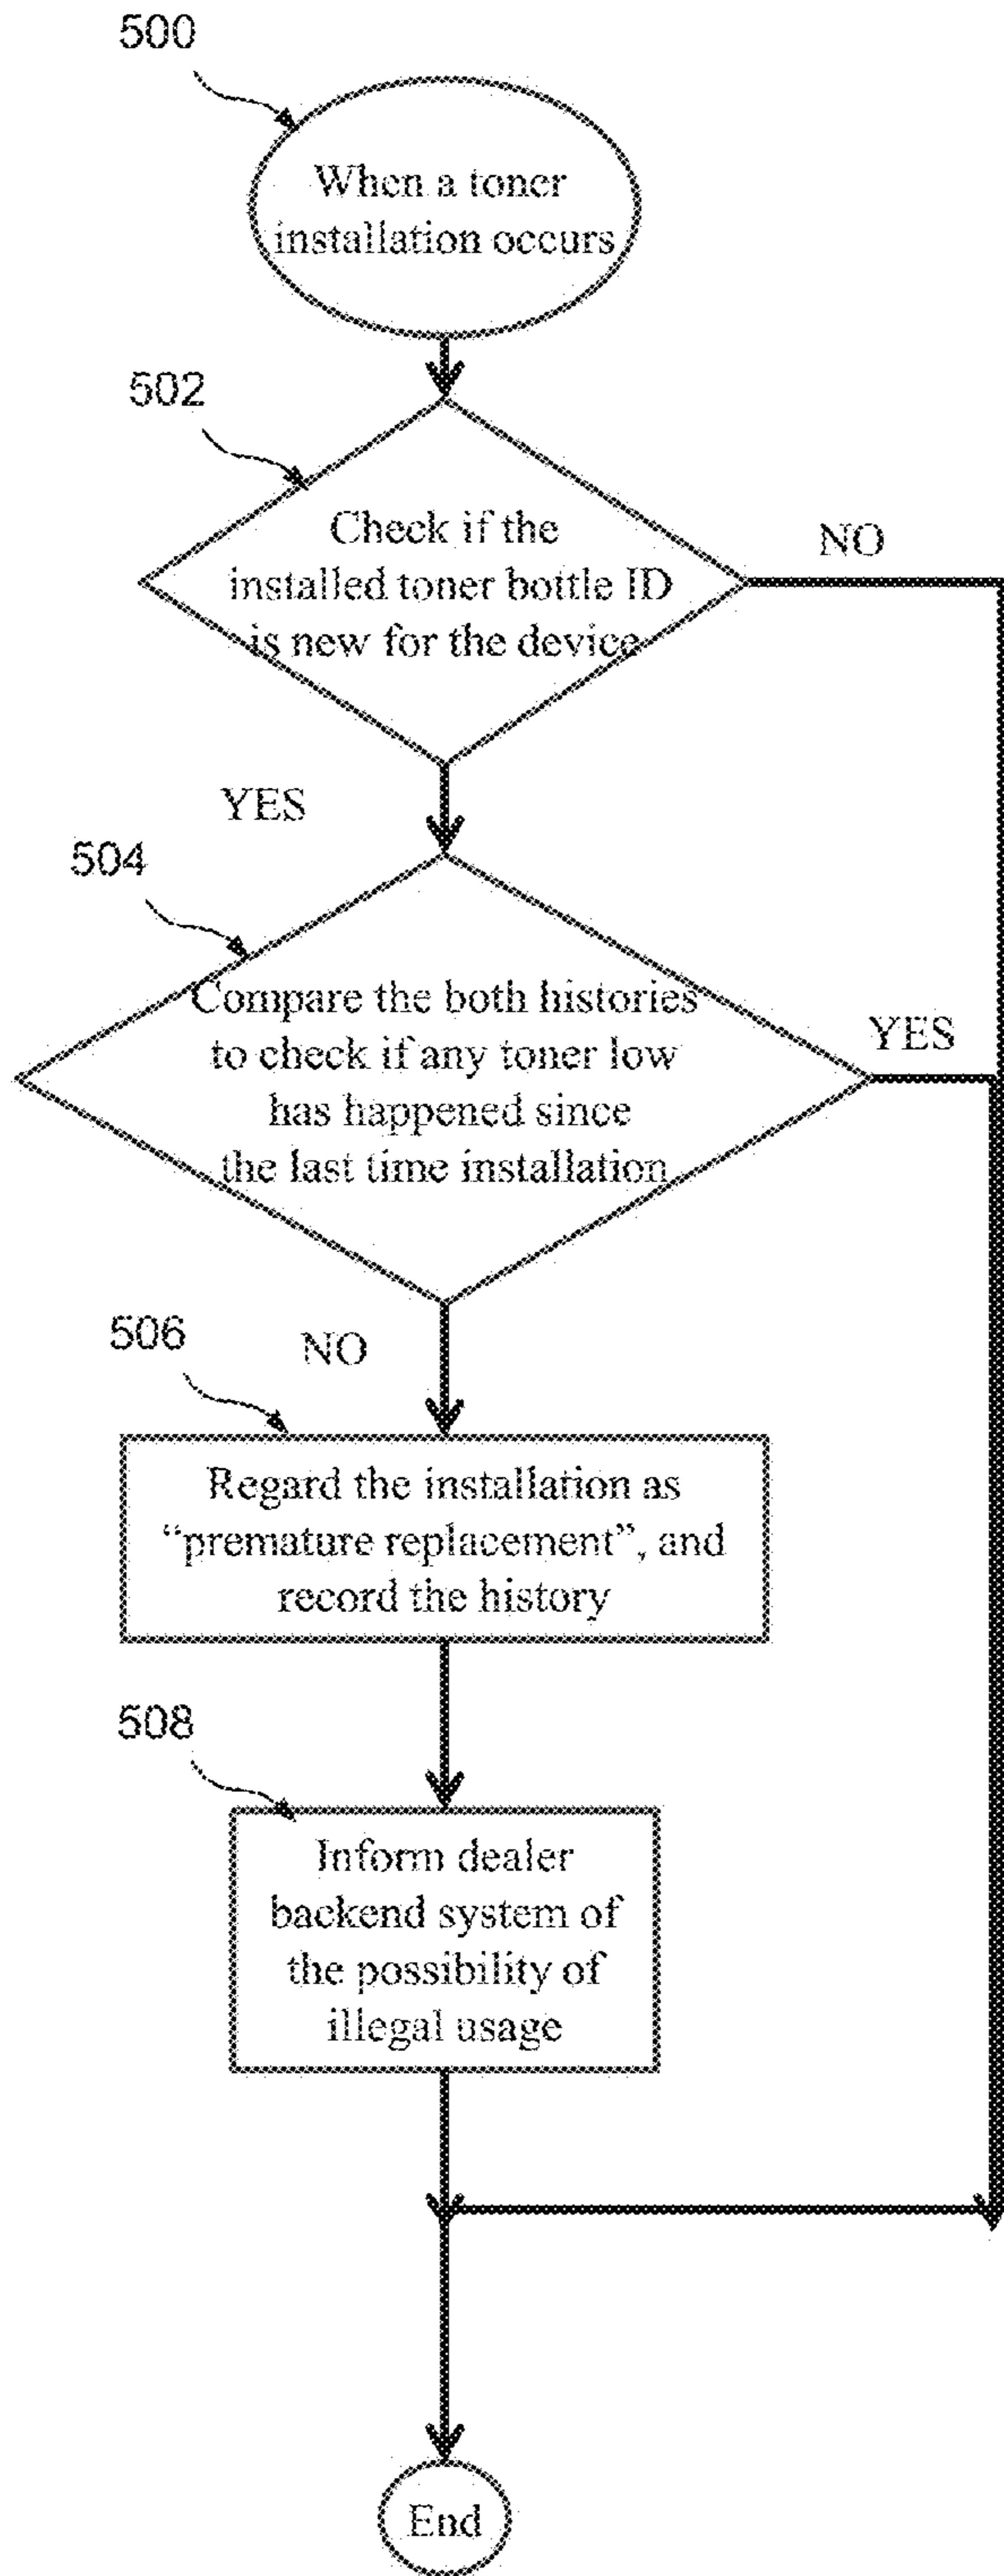 500
When a toner
installation occurs
502
Check if the
installed toner bottle ID
is new for the device
NO
YES
504
Compare the both histories
to check if any toner low
has happened since
the last time installation
YES
NO
506
Regard the installation as
“premature replacement”, and
record the history
508
Inform dealer
backend system of
the possibility of
illegal usage
End